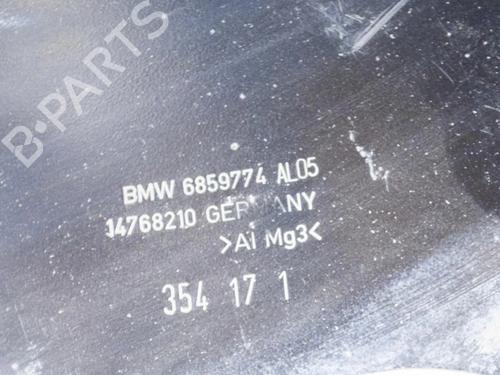 B-PARTS
BMW 6859774 AL05
14768210 GERMANY
>Al Mg3<
354 17 1